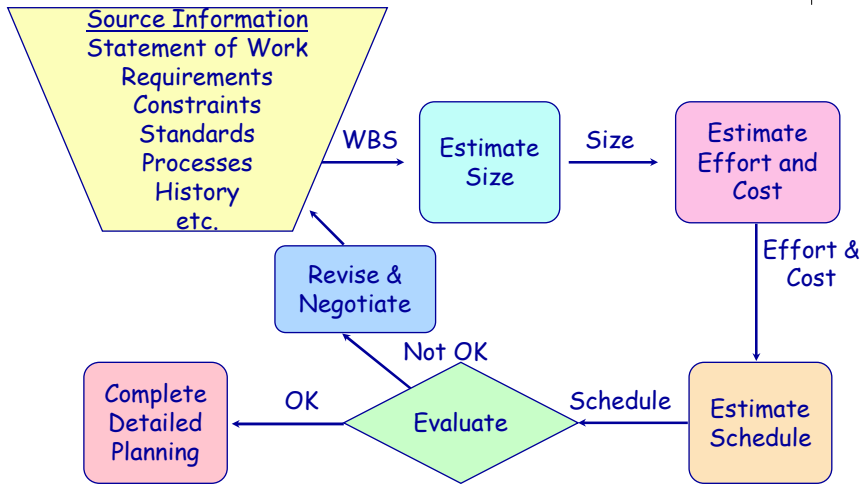 Source Information
Statement of Work
Requirements
Constraints
Standards
Processes
History
etc.
WBS
Estimate
Size
Size
Estimate
Effort and
Cost
Effort &
Cost
Revise &
Negotiate
Not OK
Complete
Detailed
Planning
OK
Evaluate
Schedule
Estimate
Schedule